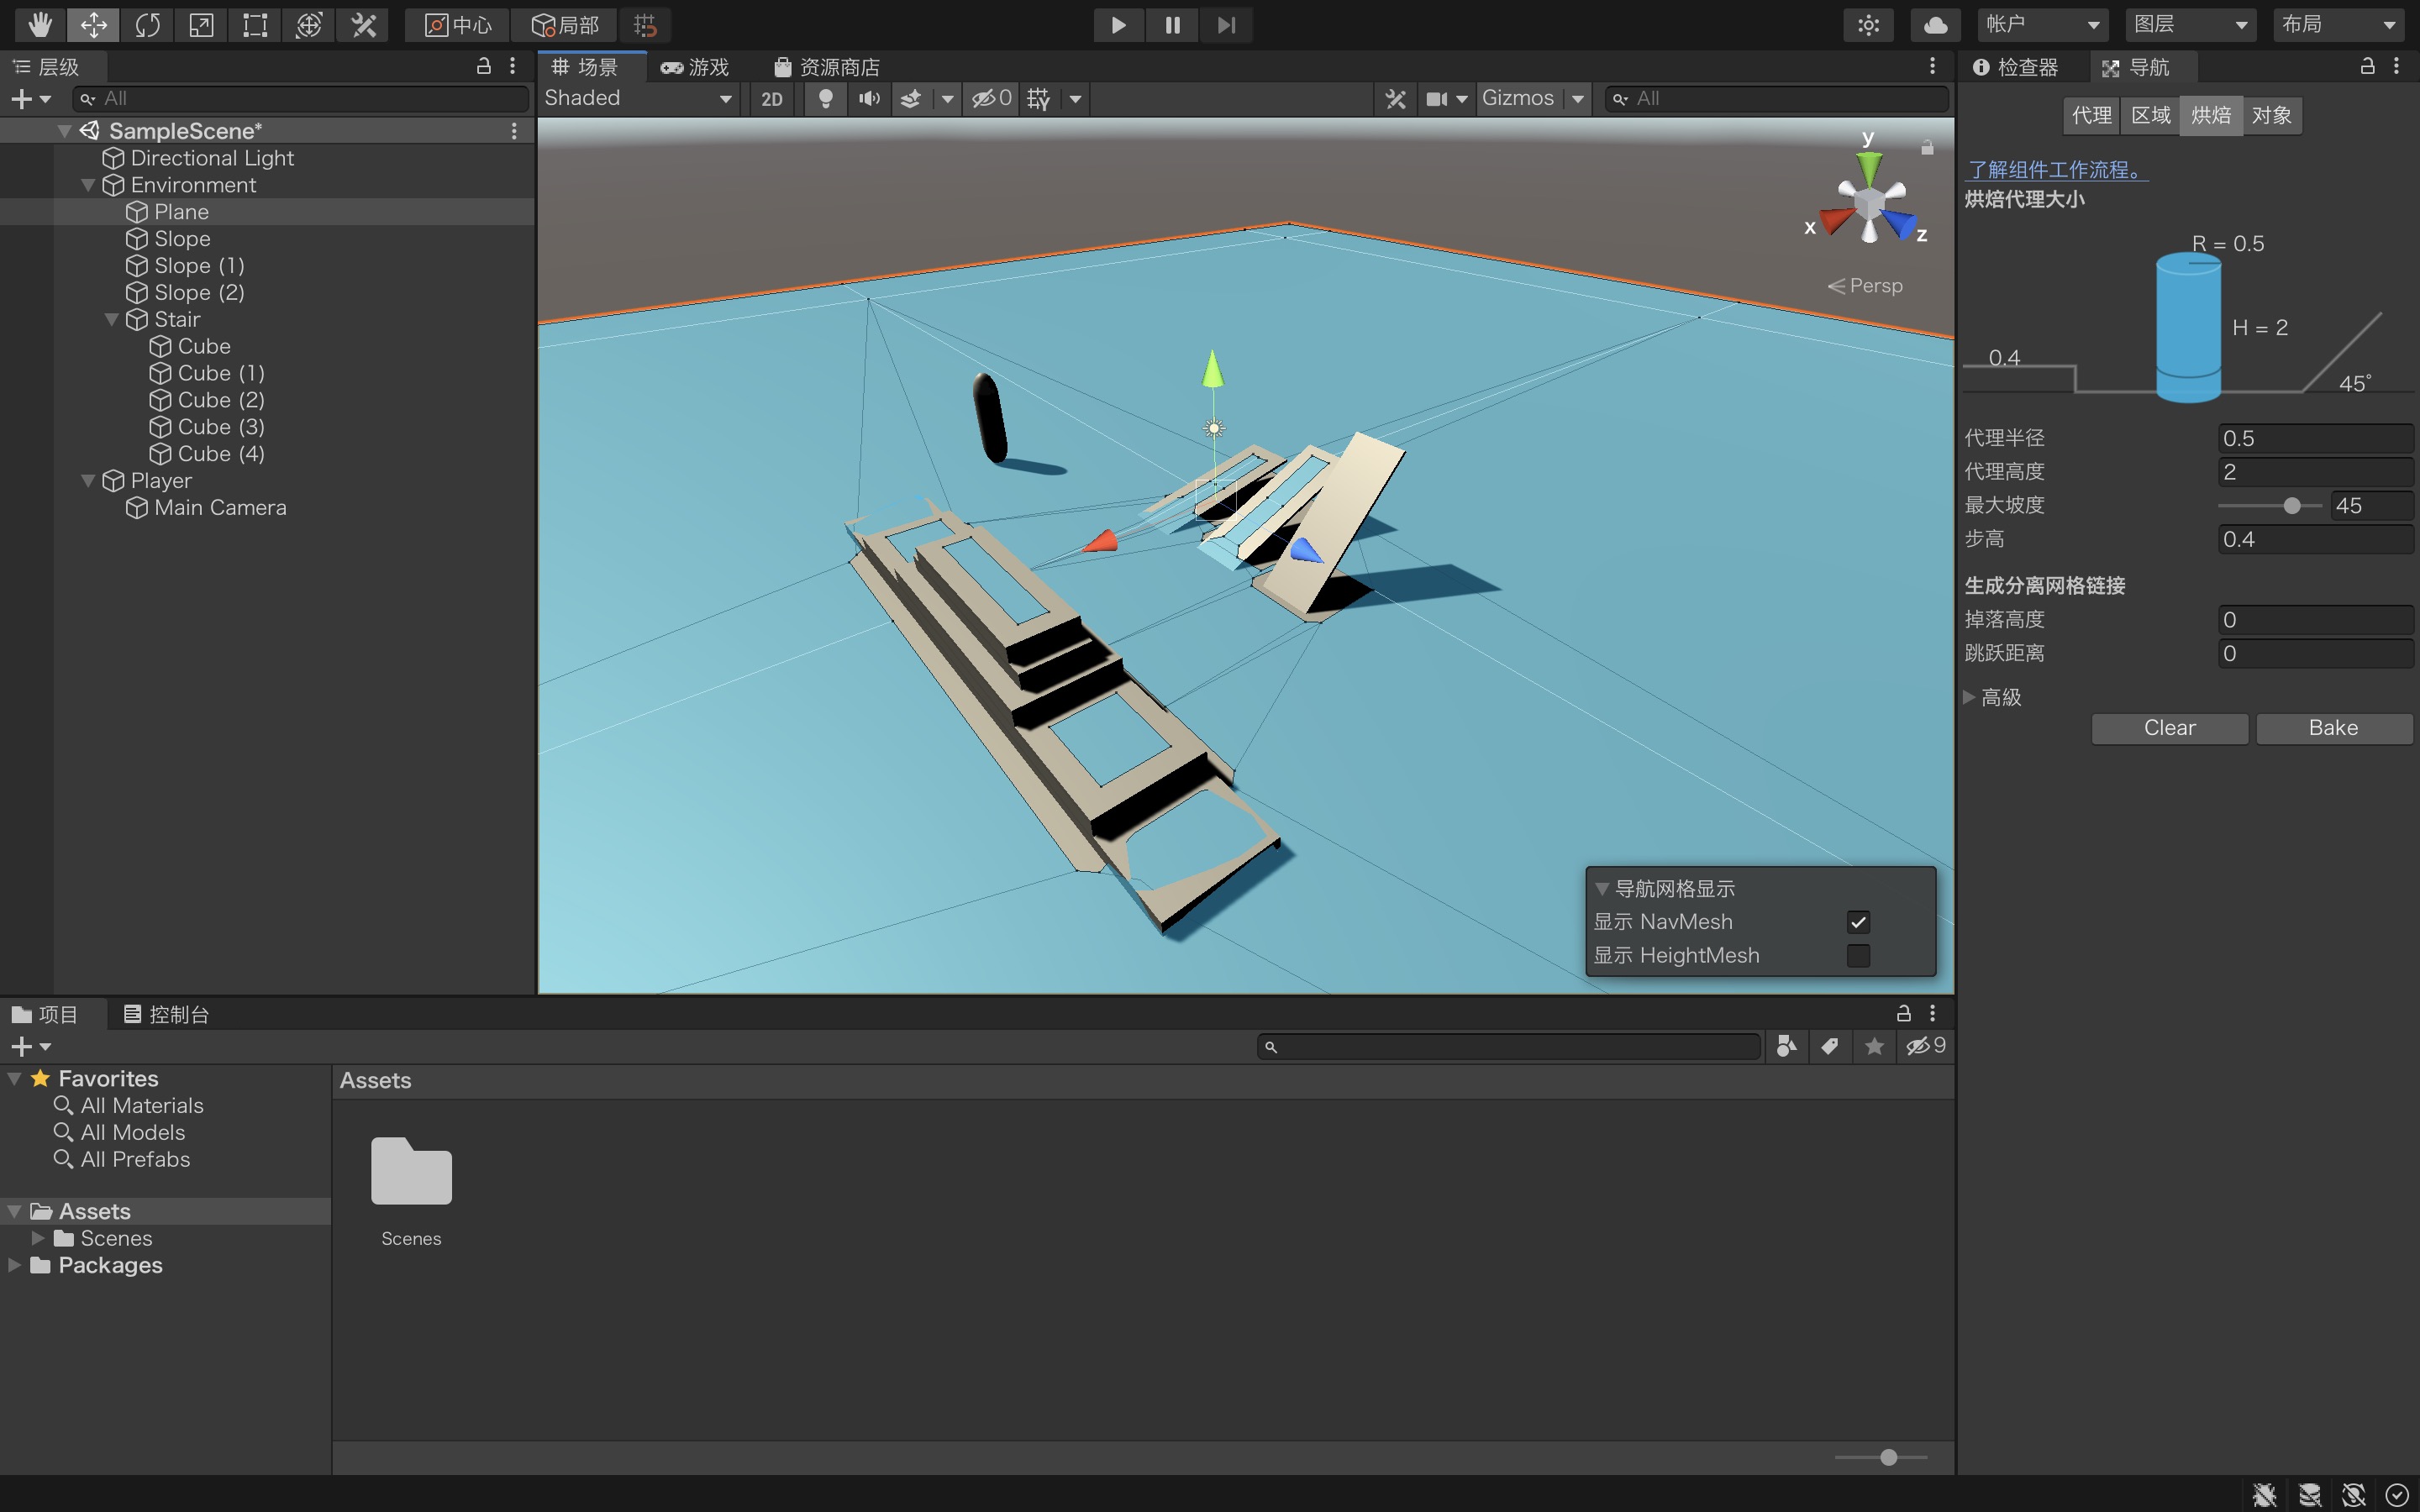 中心
局部
帐户
图层
布局
层级
All
SampleScene*
Directional Light
Environment
Plane
Slope
Slope (1)
Slope (2)
Stair
Cube
Cube (1)
Cube (2)
Cube (3)
Cube (4)
Player
Main Camera
场景
游戏
资源商店
Shaded
2D
0
Gizmos
All
y
x
z
Persp
导航网格显示
显示 NavMesh
显示 HeightMesh
检查器
导航
代理
区域
烘焙
对象
了解组件工作流程。
烘焙代理大小
R = 0.5
H = 2
0.4
45°
代理半径
0.5
代理高度
2
最大坡度
45
步高
0.4
生成分离网格链接
掉落高度
0
跳跃距离
0
高級
Clear
Bake
项目
控制台
9
Favorites
All Materials
All Models
All Prefabs
Assets
Scenes
Packages
Assets
Scenes